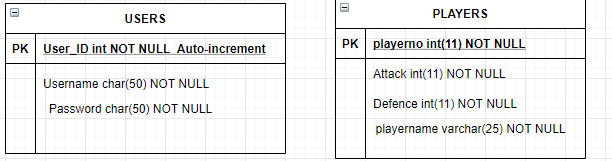 USERS
PK User_ID int NOT NULL Auto-increment
Username char(50) NOT NULL
Password char(50) NOT NULL
PLAYERS
PK playerno int(11) NOT NULL
Attack int(11) NOT NULL
Defence int(11) NOT NULL
playername varchar(25) NOT NULL